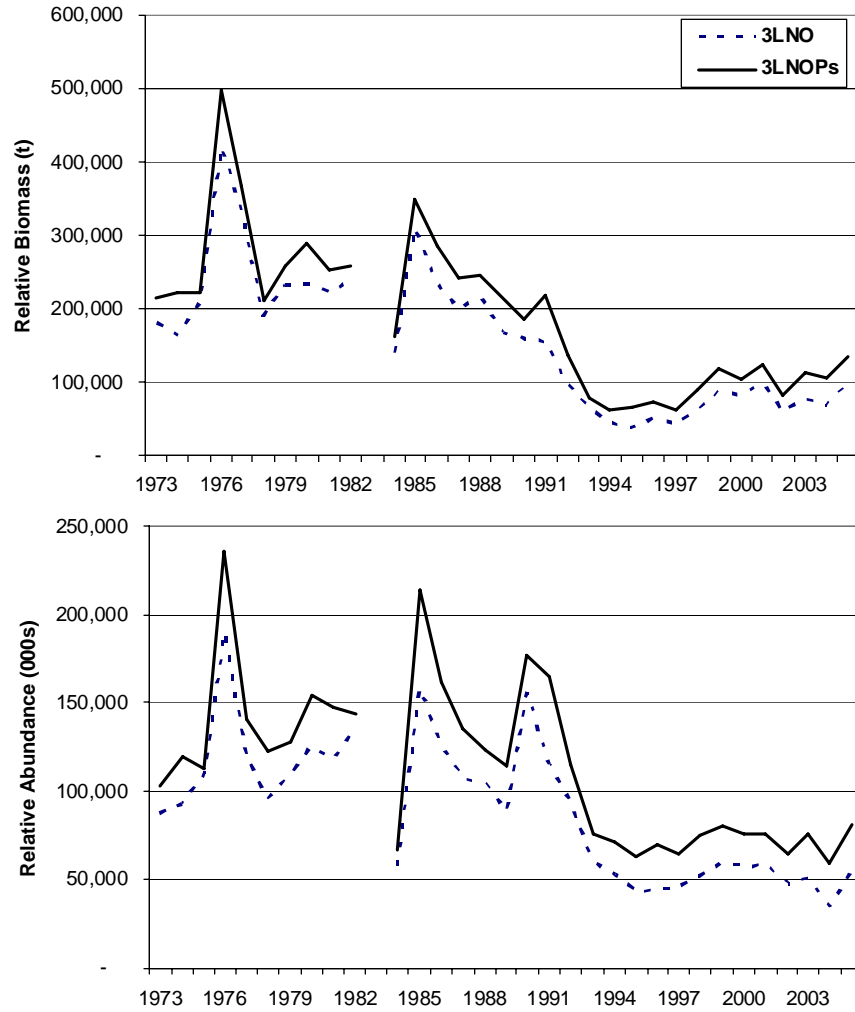 600,000
500,000
400,000
300,000
200,000
100,000
-
Relative Biomass (t)
3LNO
3LNOPs
1973 1976 1979 1982 1985 1988 1991 1994 1997 2000 2003
250,000
200,000
150,000
100,000
50,000
-
Relative Abundance (000s)
1973 1976 1979 1982 1985 1988 1991 1994 1997 2000 2003